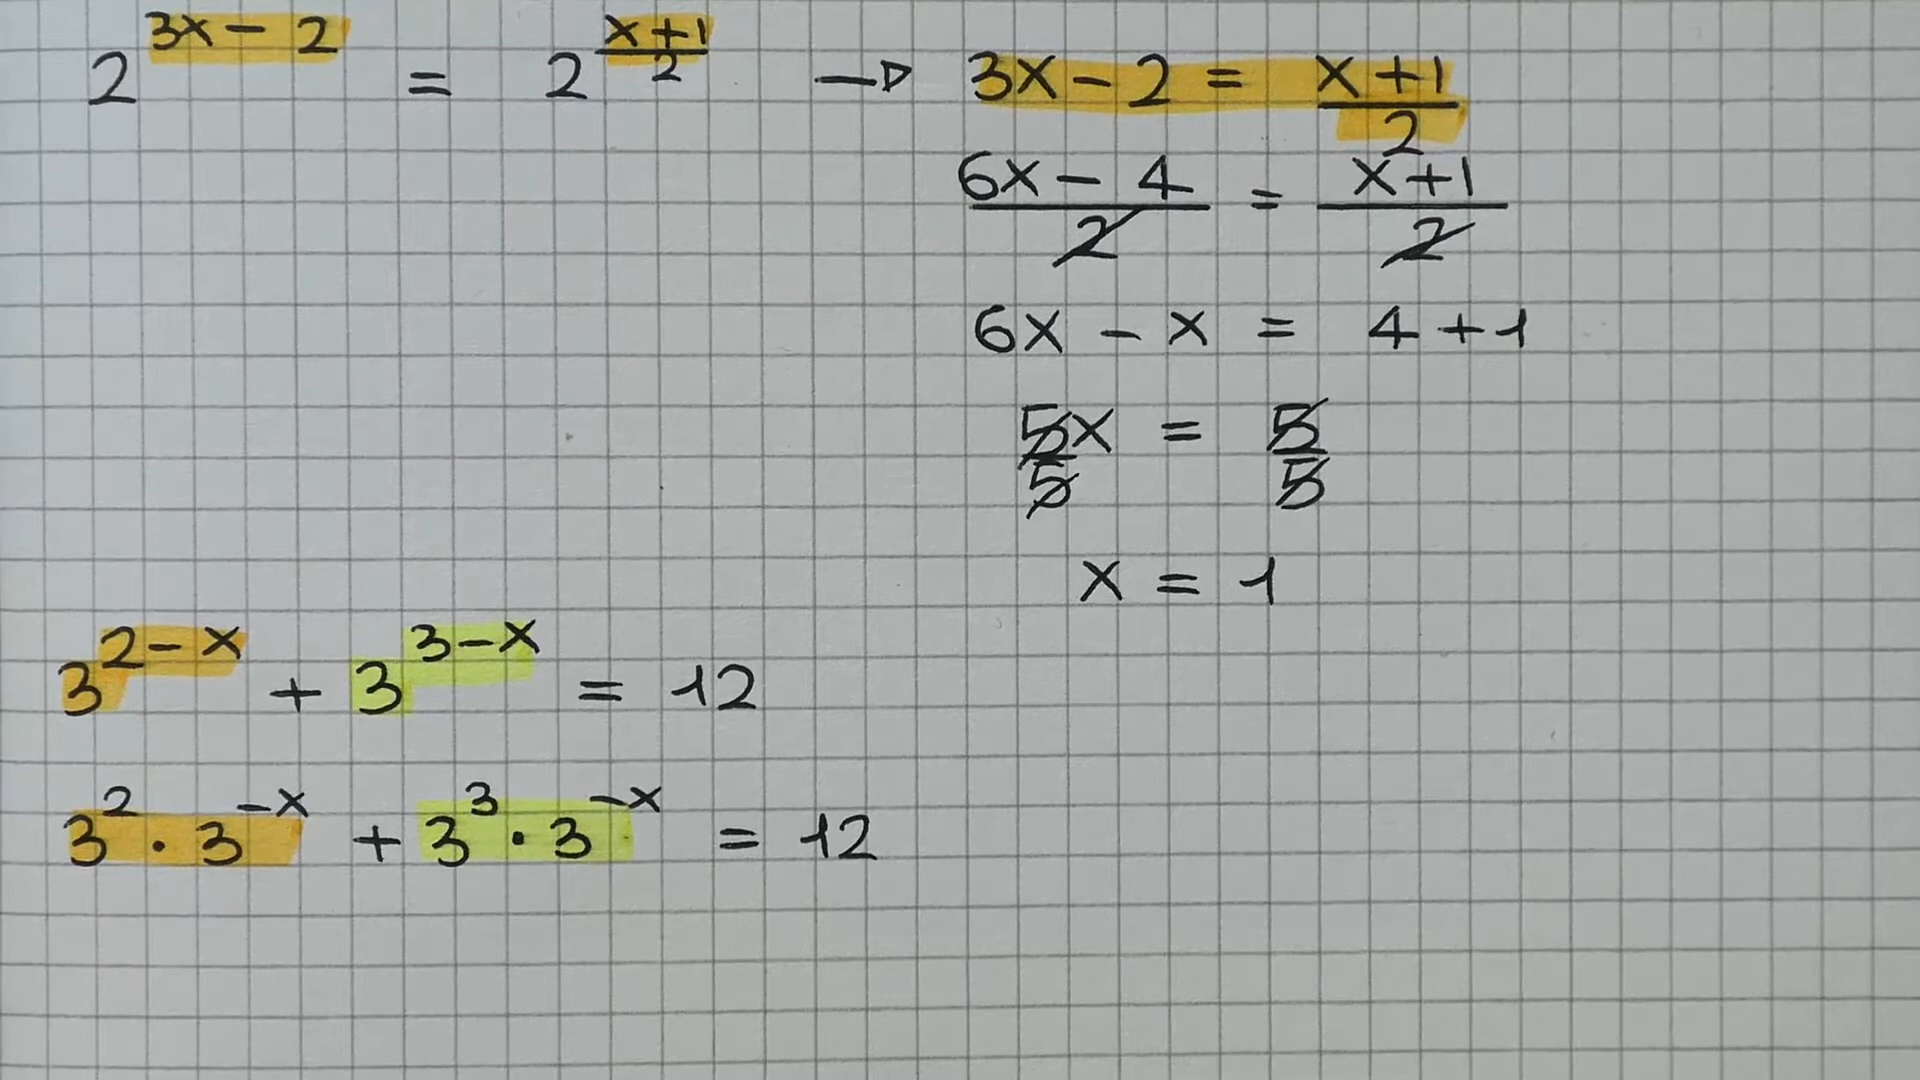 2^(3x-2) = 2^((x+1)/2) → 3x - 2 = (x+1)/2
(6x - 4)/2 = (x+1)/2
6x - x = 4 + 1
5x/5 = 5/5
x = 1
3^(2-x) + 3^(3-x) = 12
3^2 · 3^(-x) + 3^3 · 3^(-x) = 12